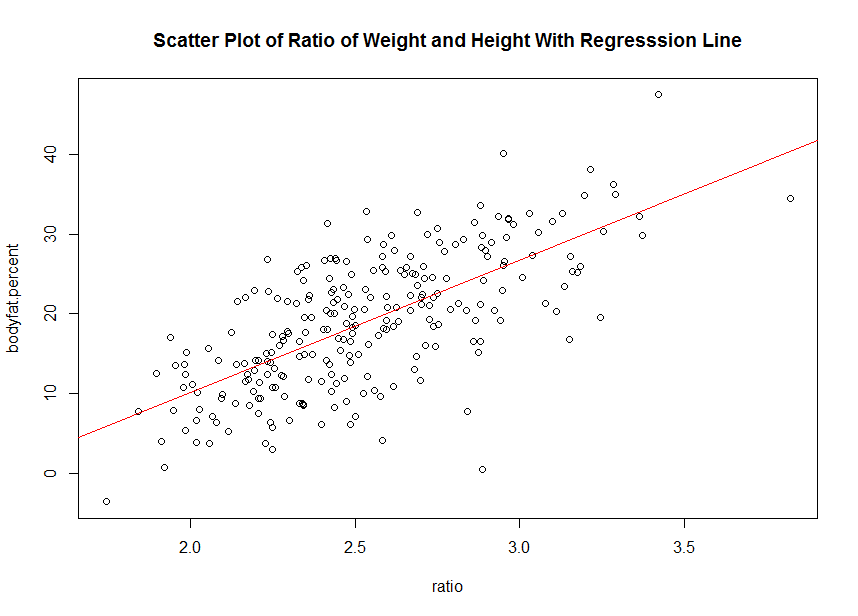 Scatter Plot of Ratio of Weight and Height With Regresssion Line
bodyfat.percent
40
30
20
10
0
2.0 2.5 3.0 3.5
ratio